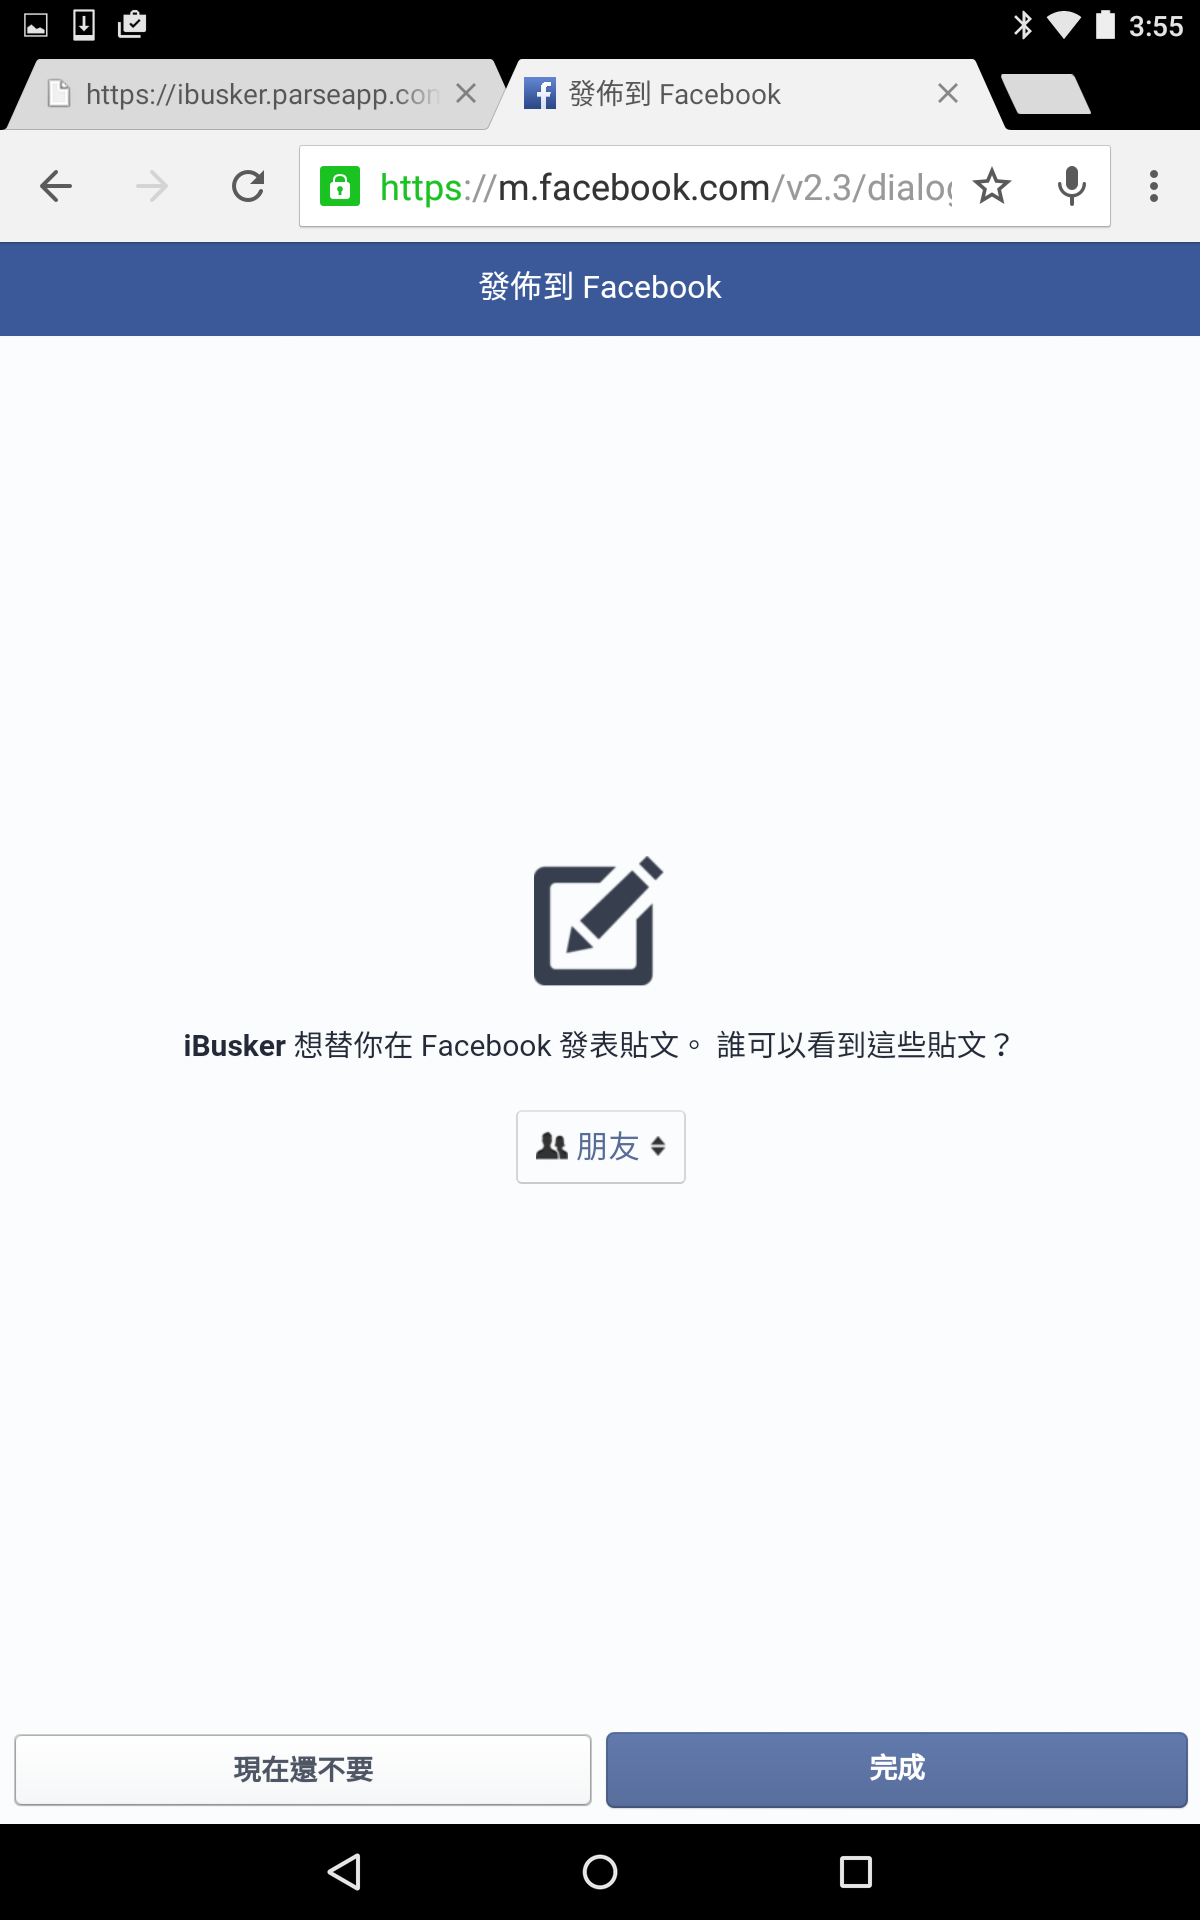 3:55
https://ibusker.parseapp.com
發佈到 Facebook
https://m.facebook.com/v2.3/dialog
發佈到 Facebook
iBusker 想替你在 Facebook 發表貼文。 誰可以看到這些貼文？
朋友
現在還不要
完成